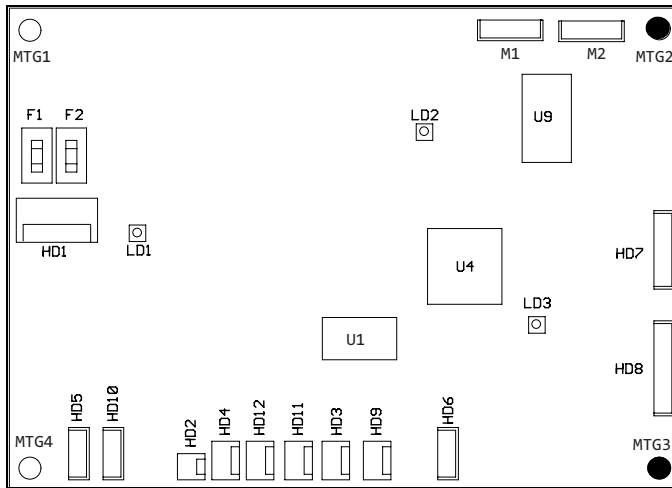 M1
M2
MTG1
MTG2
F1
F2
LD2
U9
HD1
LD1
HD7
U4
LD3
U1
HD8
HD5
HD10
HD2
HD4
HD12
HD11
HD3
HD9
HD6
MTG4
MTG3